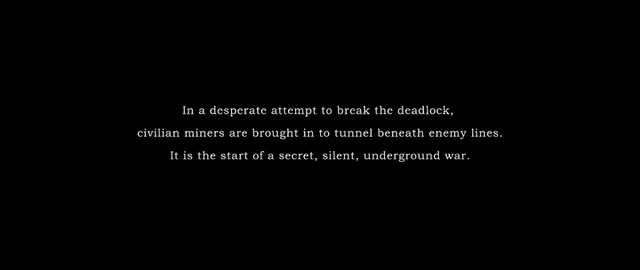 In a desperate attempt to break the deadlock,
civilian miners are brought in to tunnel beneath enemy lines.
It is the start of a secret, silent, underground war.